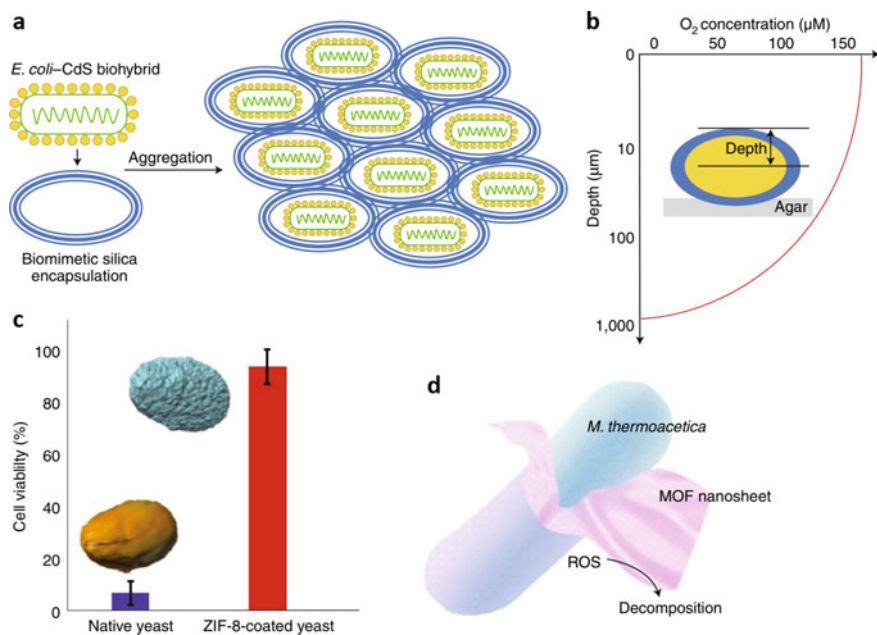 a
E. coli–CdS biohybrid
Aggregation
Biomimetic silica
encapsulation
b
O2 concentration (μM)
0 50 100 150
0
10
100
1,000
Depth (μm)
Depth
Agar
c
Cell viability (%)
100
80
60
40
20
0
Native yeast ZIF-8-coated yeast
d
M. thermoacetica
MOF nanosheet
ROS
Decomposition